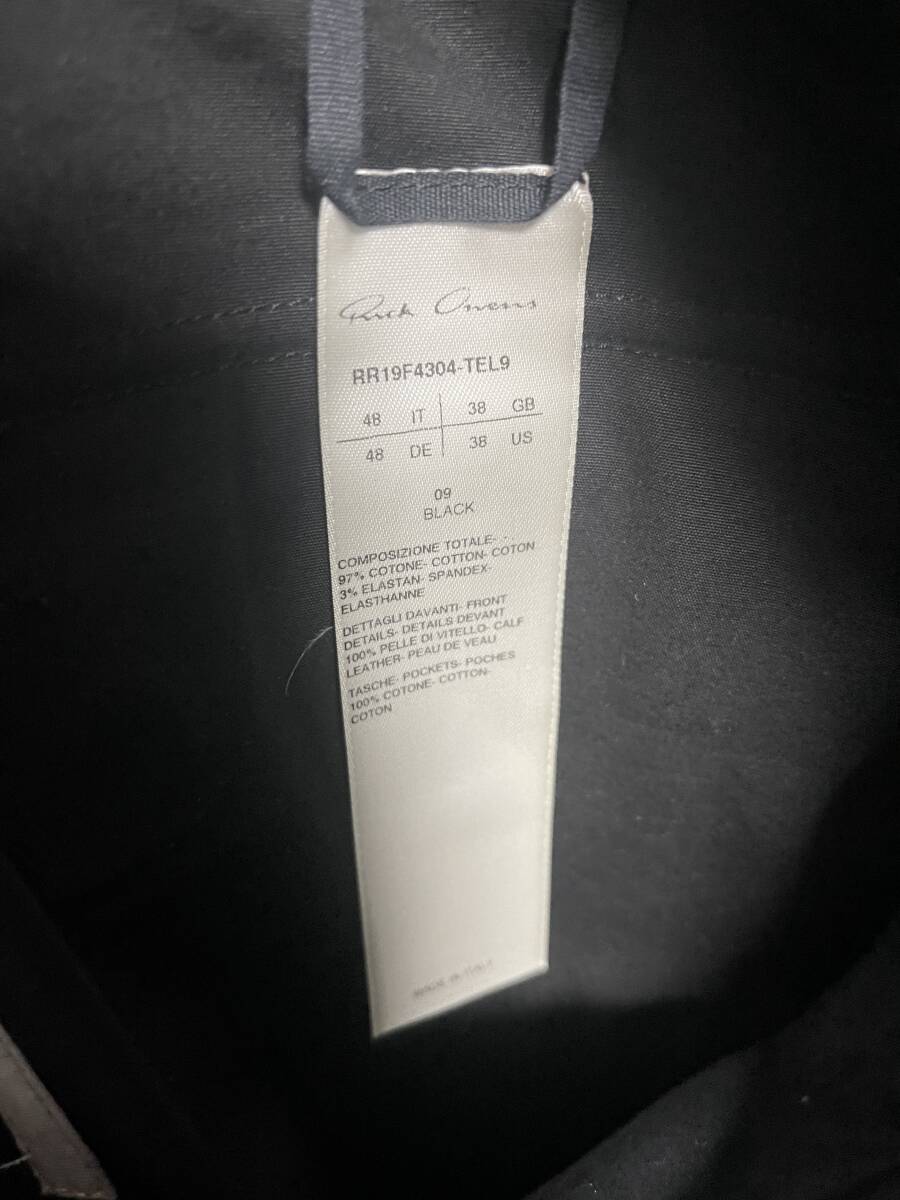 Rick Owens
RR19F4304-TEL9
48 IT 38 GB
48 DE 38 US
09
BLACK
COMPOSIZIONE TOTALE-
97% COTONE- COTTON- COTON
3% ELASTAN- SPANDEX-
ELASTHANNE
DETTAGLI DAVANTI- FRONT
DETAILS- DETAILS DEVANT
100% PELLE DI VITELLO- CALF
LEATHER- PEAU DE VEAU
TASCHE- POCKETS- POCHES
100% COTONE- COTTON-
COTON
MADE IN ITALY